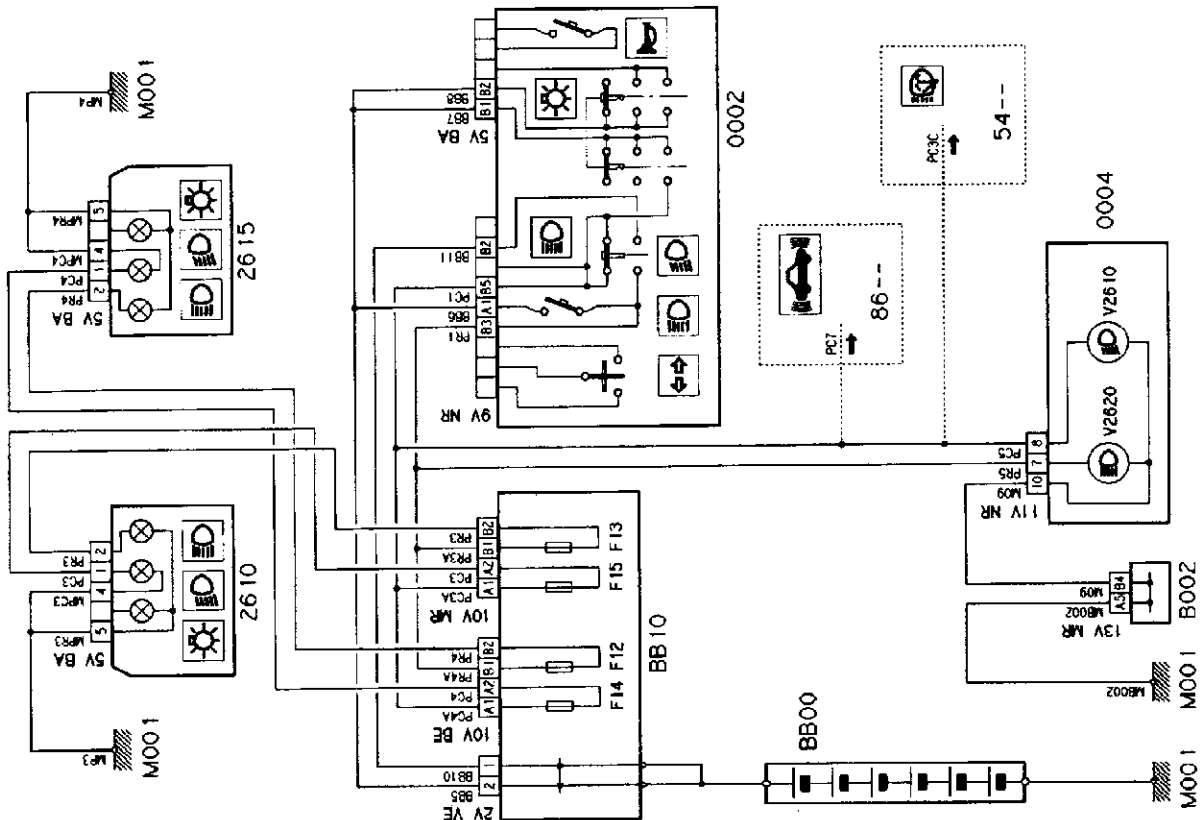 MP4
M001
5V BA
2
1
4
5
PR4
PC4
MPC4
MPR4
2615
MP3
M001
5V BA
5
4
1
2
MPR3
MPC3
PC3
PR3
2610
5V BA
BB7
BB8
B1
B2
9V NR
PR1
BB6
PC1
BB11
B3
A1
B5
B2
0002
2V VE
BB5
BB10
2
1
10V BE
PC4A
PC4
PR4A
PR4
A1
A2
B1
B2
F14
F12
10V MR
PC3A
PC3
PR3A
PR3
A1
A2
B1
B2
F15
F13
BB10
BB00
M001
PC7
86--
PC3C
54--
11V NR
M09
PR5
PC5
10
7
8
V2620
V2610
0004
13V MR
MB002
M09
A3
B4
B002
MB002
M001